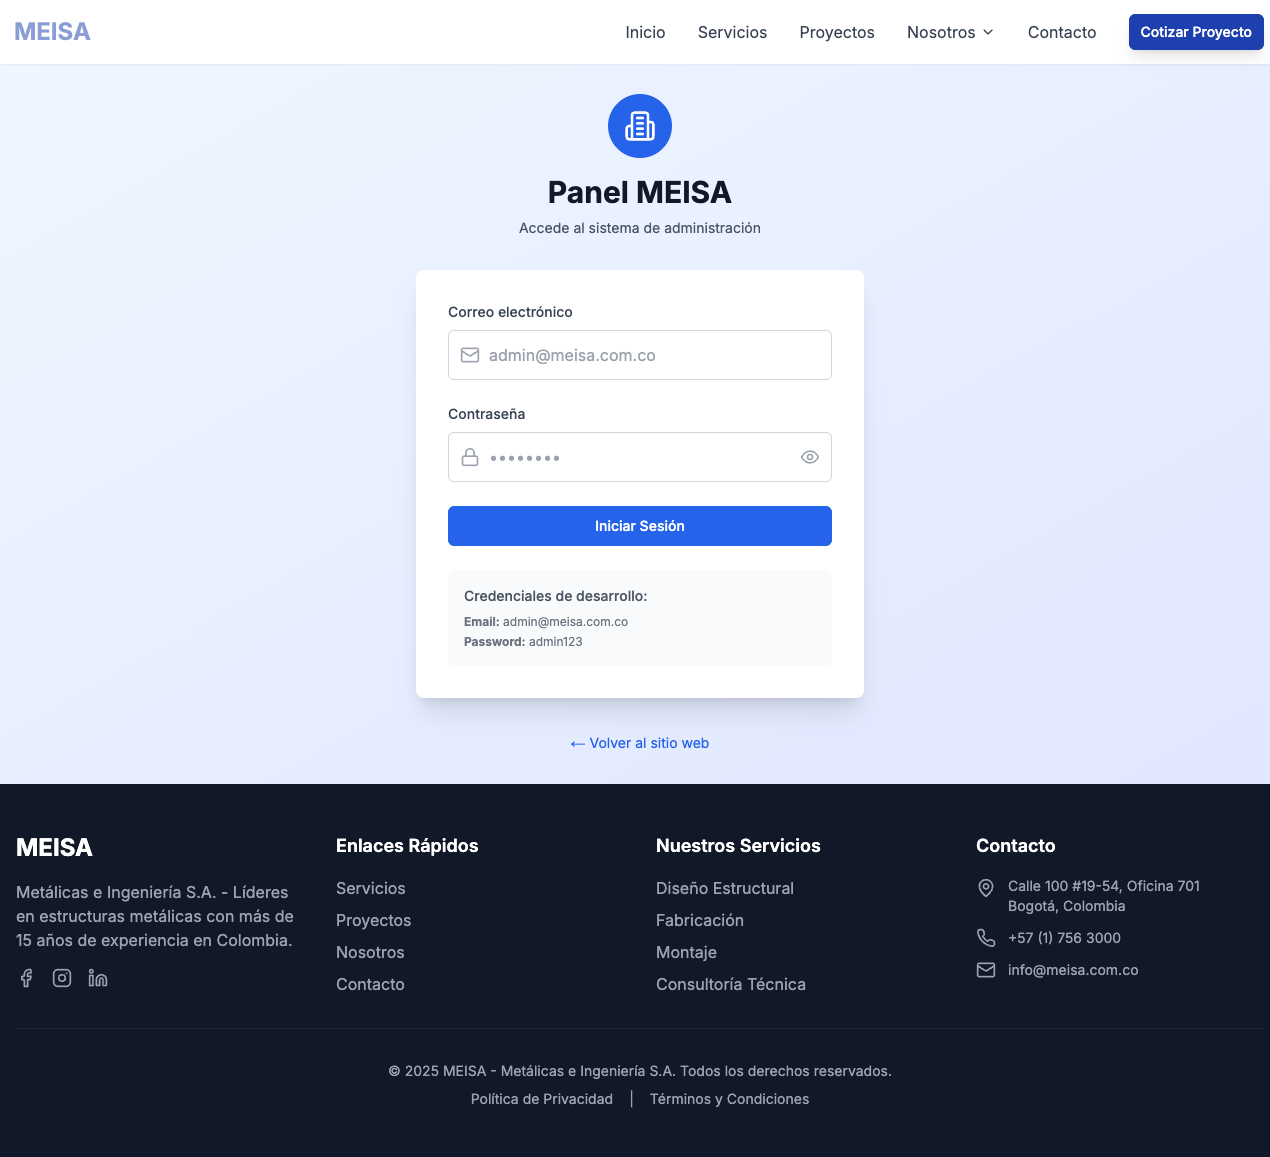 MEISA
Inicio
Servicios
Proyectos
Nosotros
Contacto
Cotizar Proyecto
Panel MEISA
Accede al sistema de administración
Correo electrónico
admin@meisa.com.co
Contraseña
••••••••
Iniciar Sesión
Credenciales de desarrollo:
Email: admin@meisa.com.co
Password: admin123
← Volver al sitio web
MEISA
Metálicas e Ingeniería S.A. - Líderes
en estructuras metálicas con más de
15 años de experiencia en Colombia.
Enlaces Rápidos
Servicios
Proyectos
Nosotros
Contacto
Nuestros Servicios
Diseño Estructural
Fabricación
Montaje
Consultoría Técnica
Contacto
Calle 100 #19-54, Oficina 701
Bogotá, Colombia
+57 (1) 756 3000
info@meisa.com.co
© 2025 MEISA - Metálicas e Ingeniería S.A. Todos los derechos reservados.
Política de Privacidad | Términos y Condiciones